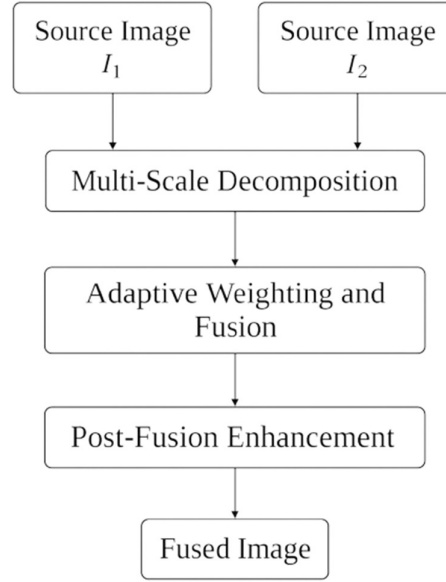 Source Image
I₁
Source Image
I₂
Multi-Scale Decomposition
Adaptive Weighting and
Fusion
Post-Fusion Enhancement
Fused Image